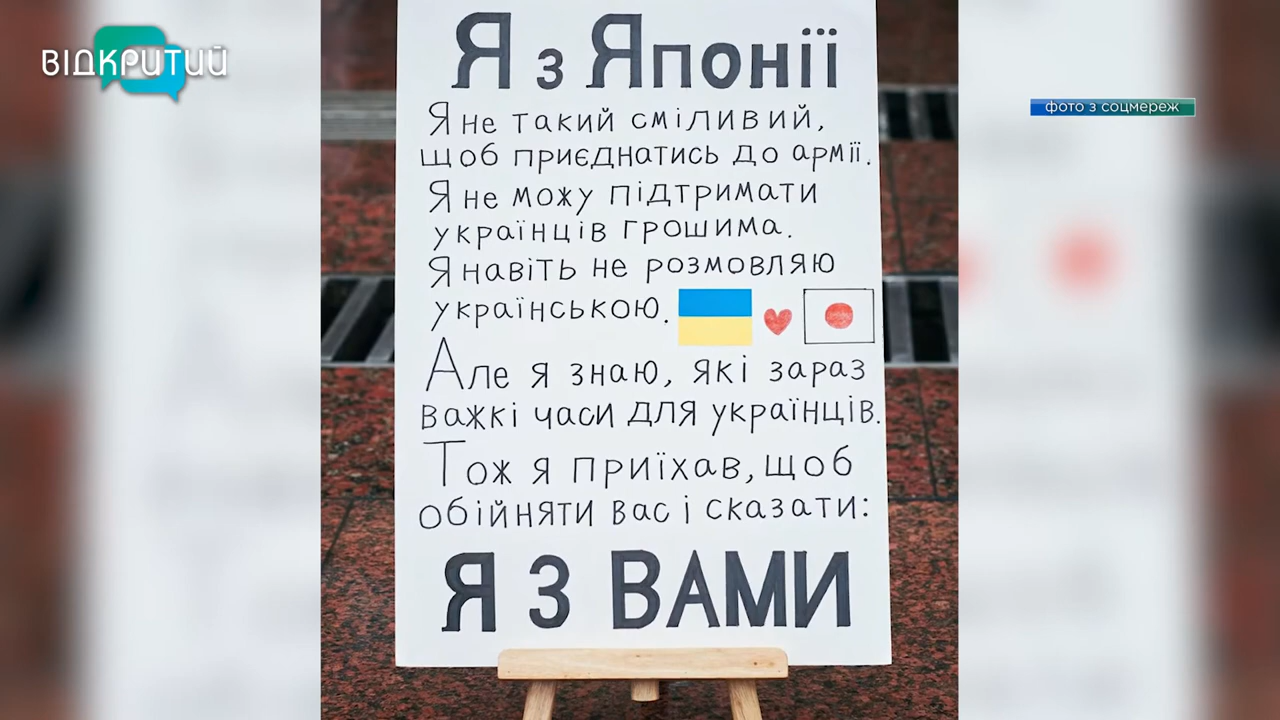 ВІДКРИТИЙ
фото з соцмереж
Я з Японії
Я не такий сміливий,
щоб приєднатись до армії.
Я не можу підтримати
українців грошима.
Я навіть не розмовляю
українською.
Але я знаю, які зараз
важкі часи для українців.
Тож я приїхав, щоб
обійняти вас і сказати:
Я З ВАМИ